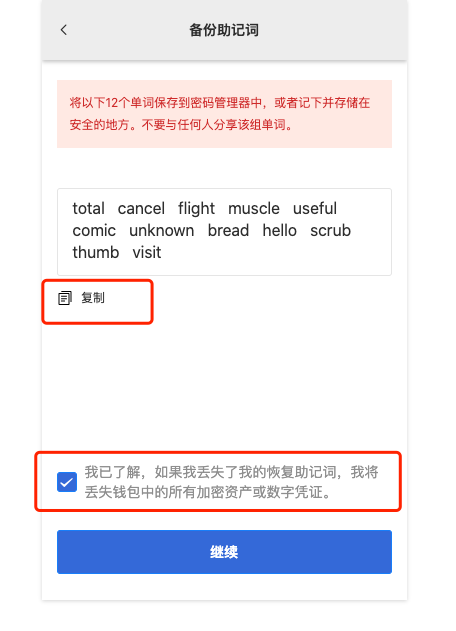 备份助记词
将以下12个单词保存到密码管理器中，或者记下并存储在
安全的地方。不要与任何人分享该组单词。
total cancel flight muscle useful
comic unknown bread hello scrub
thumb visit
复制
我已了解，如果我丢失了我的恢复助记词，我将
丢失钱包中的所有加密资产或数字凭证。
继续